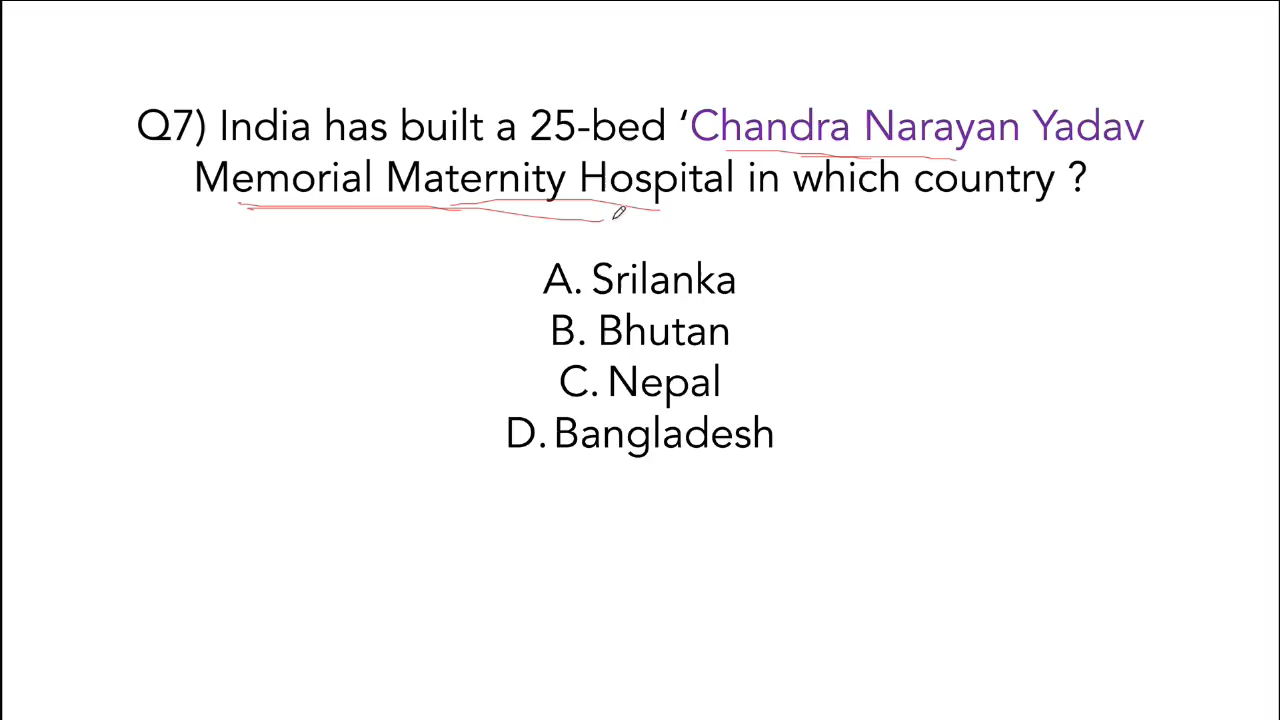 Q7) India has built a 25-bed ‘Chandra Narayan Yadav
Memorial Maternity Hospital in which country ?
A. Srilanka
B. Bhutan
C. Nepal
D. Bangladesh